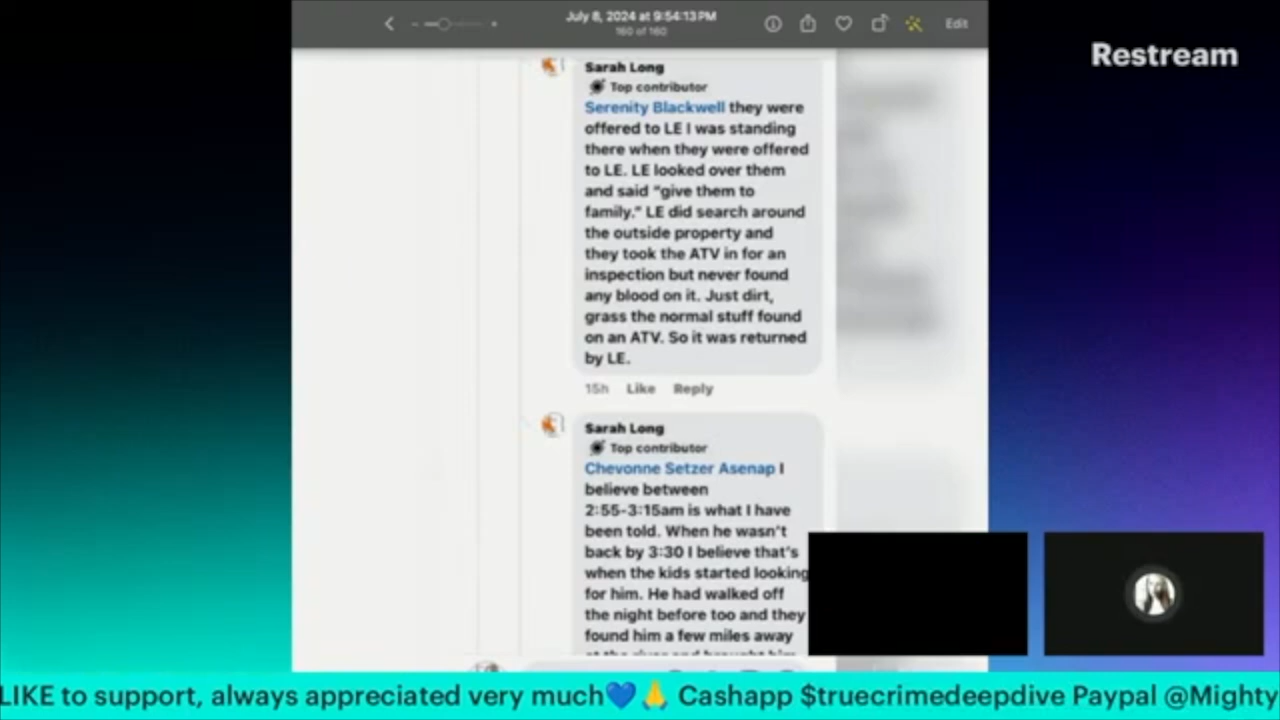 July 8, 2024 at 9:54:13 PM
160 of 160
Edit
Restream
Sarah Long
Top contributor
Serenity Blackwell they were
offered to LE I was standing
there when they were offered
to LE. LE looked over them
and said “give them to
family.” LE did search around
the outside property and
they took the ATV in for an
inspection but never found
any blood on it. Just dirt,
grass the normal stuff found
on an ATV. So it was returned
by LE.
15h Like Reply
Sarah Long
Top contributor
Chevonne Setzer Asenap I
believe between
2:55-3:15am is what I have
been told. When he wasn't
back by 3:30 I believe that's
when the kids started looking
for him. He had walked off
the night before too and they
found him a few miles away
at the river and brought him
LIKE to support, always appreciated very much💙🙏 Cashapp $truecrimedeepdive Paypal @Mighty